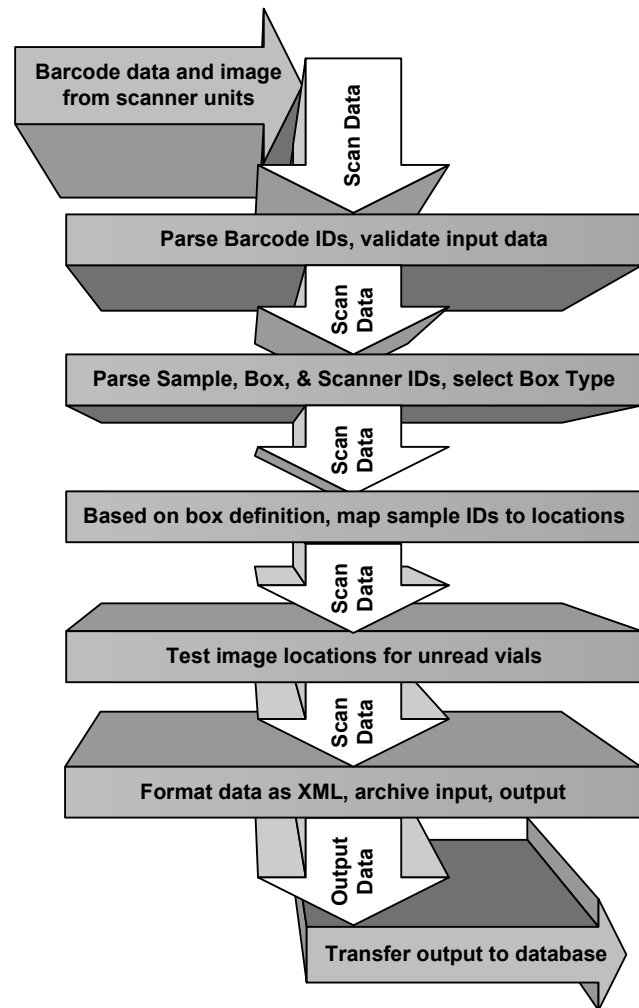 Barcode data and image
from scanner units
Scan Data
Parse Barcode IDs, validate input data
Scan
Data
Parse Sample, Box, & Scanner IDs, select Box Type
Scan
Data
Based on box definition, map sample IDs to locations
Scan
Data
Test image locations for unread vials
Scan
Data
Format data as XML, archive input, output
Output
Data
Transfer output to database